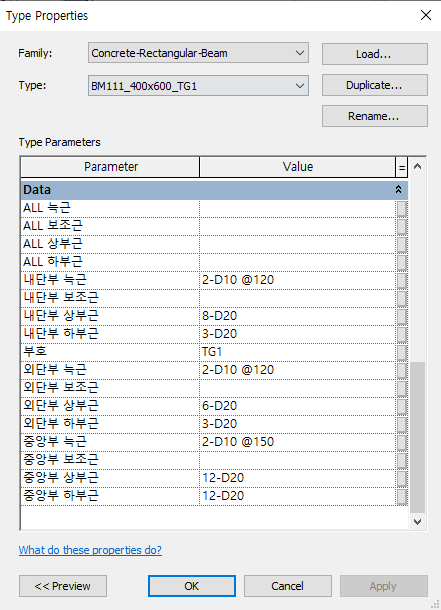 Type Properties
Family: Concrete-Rectangular-Beam Load...
Type: BM111_400x600_TG1 Duplicate...
Rename...
Type Parameters
Parameter Value =
Data
ALL 늑근
ALL 보조근
ALL 상부근
ALL 하부근
내단부 늑근 2-D10 @120
내단부 보조근
내단부 상부근 8-D20
내단부 하부근 3-D20
부호 TG1
외단부 늑근 2-D10 @120
외단부 보조근
외단부 상부근 6-D20
외단부 하부근 3-D20
중앙부 늑근 2-D10 @150
중앙부 보조근
중앙부 상부근 12-D20
중앙부 하부근 12-D20
What do these properties do?
<< Preview OK Cancel Apply